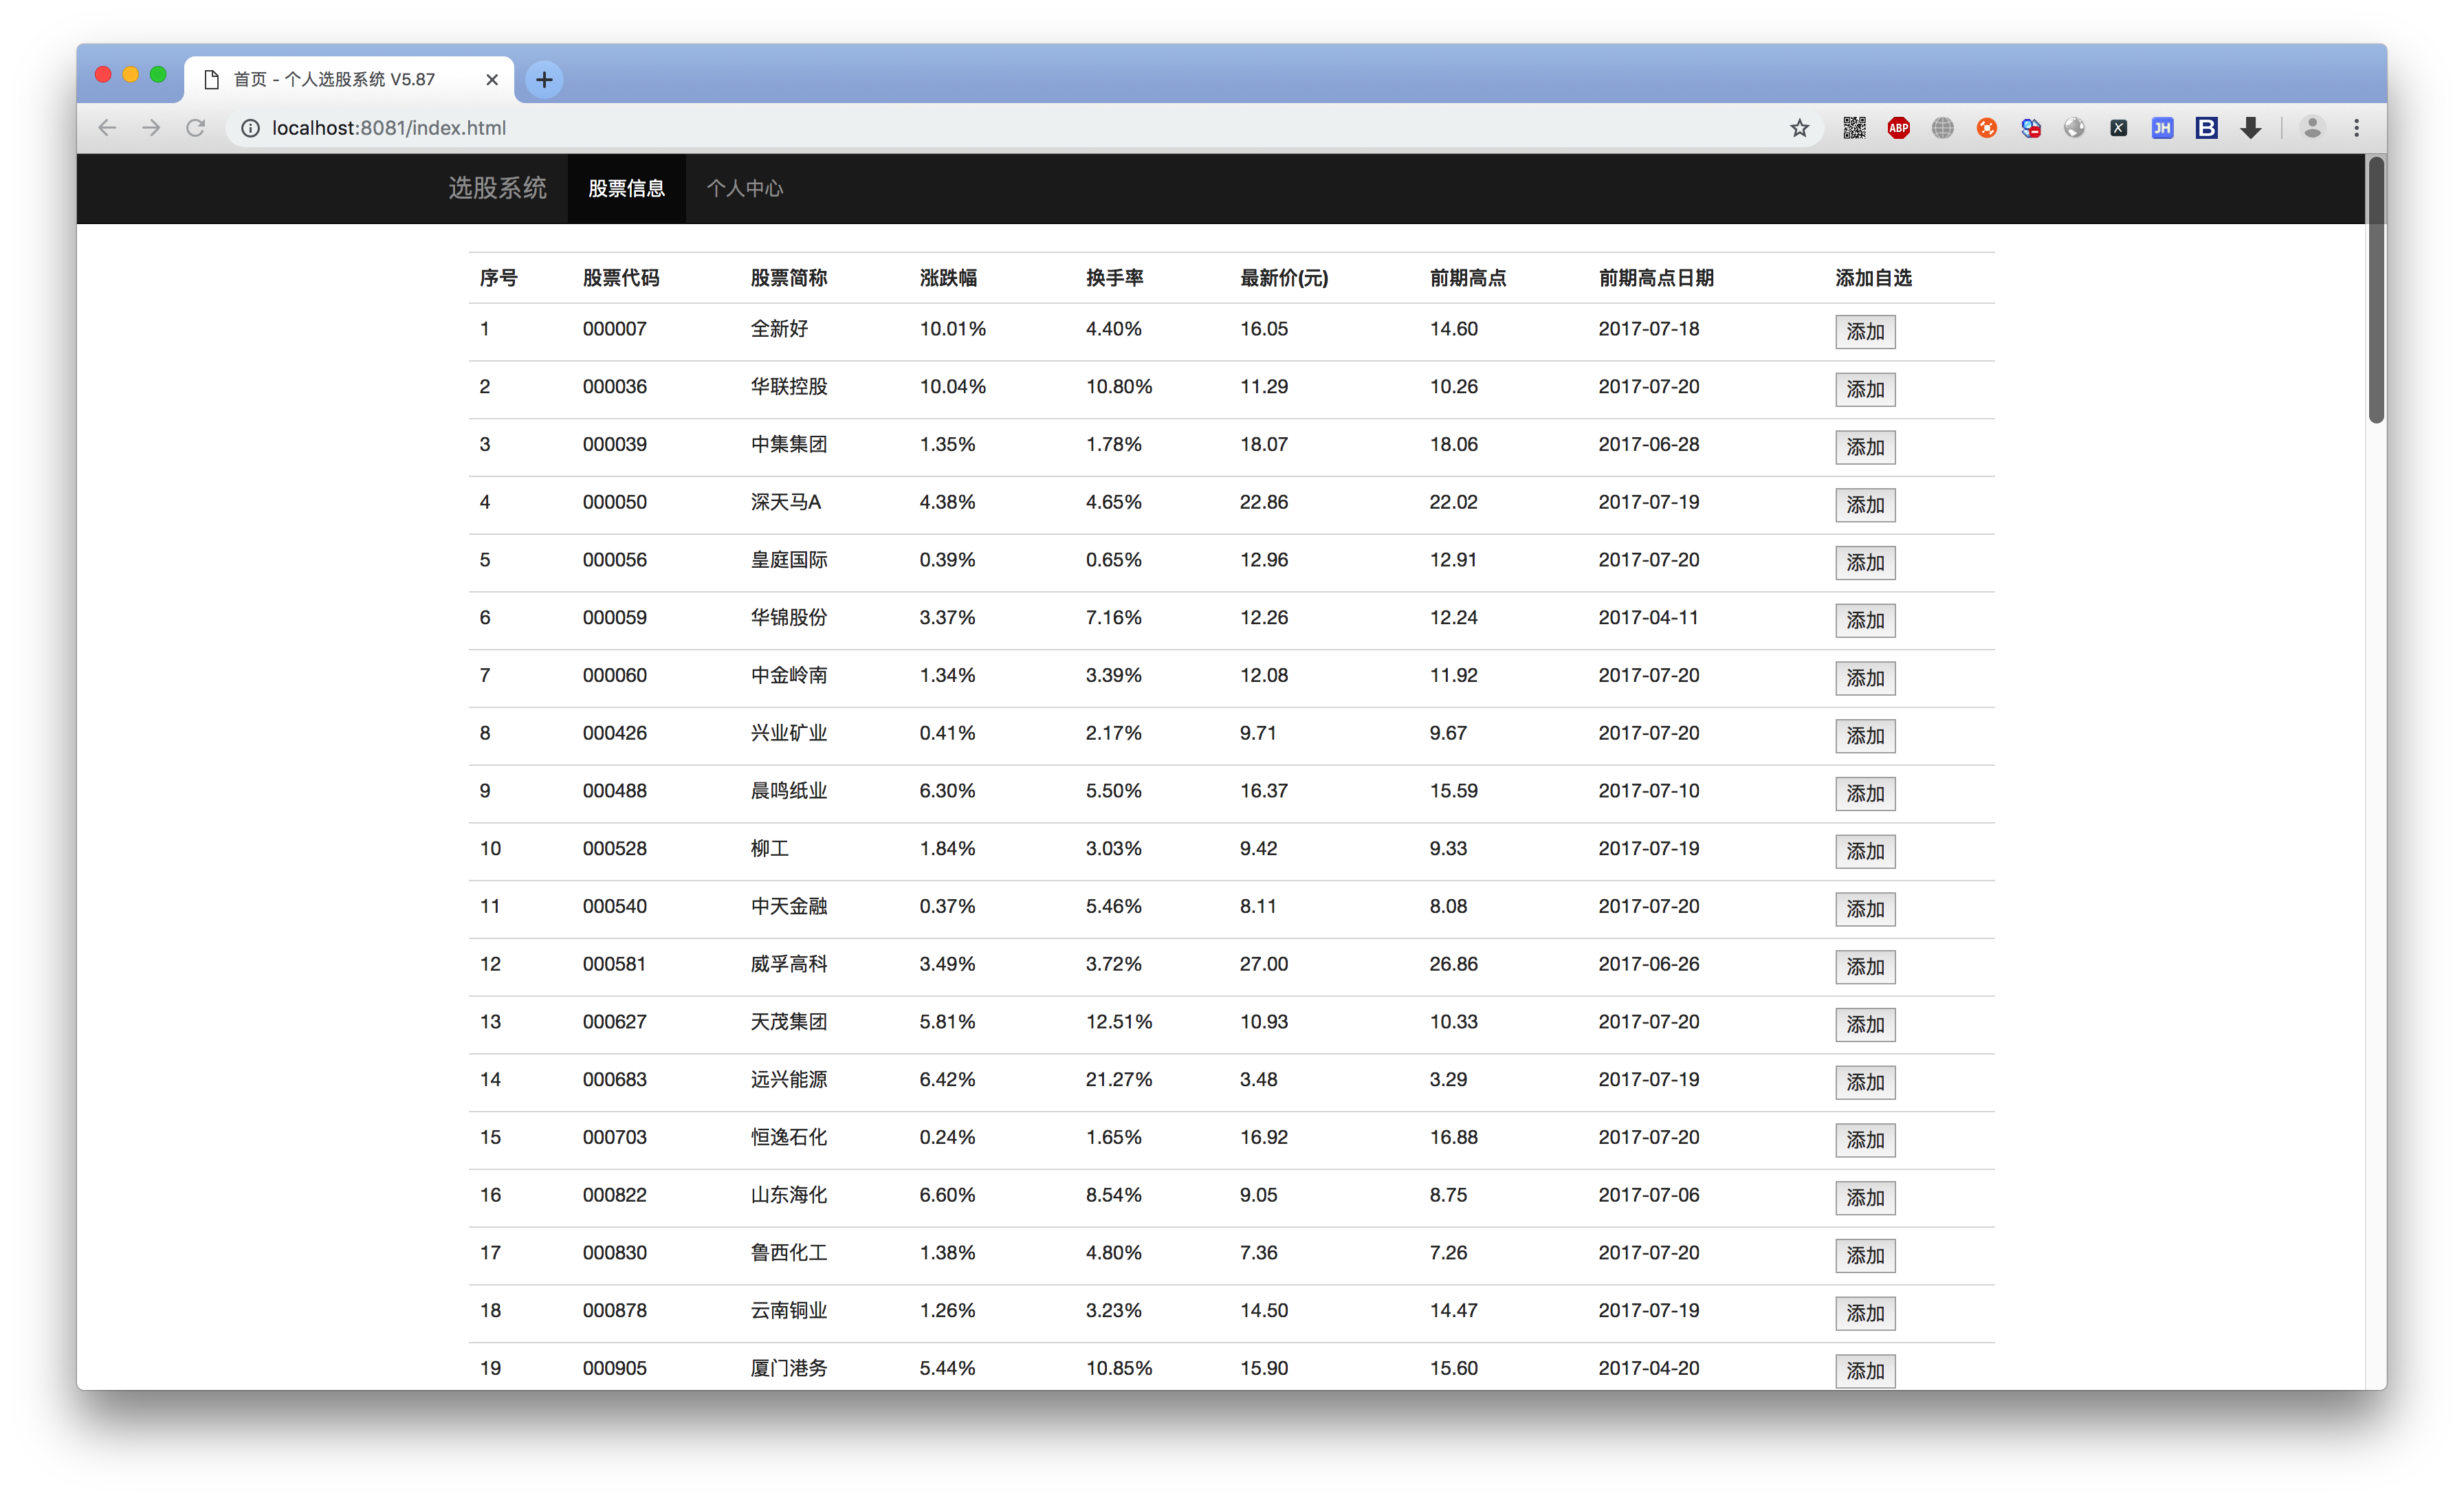 首页 - 个人选股系统 V5.87
localhost:8081/index.html
ABP
JH
B
选股系统 股票信息 个人中心
序号 股票代码 股票简称 涨跌幅 换手率 最新价(元) 前期高点 前期高点日期 添加自选
1 000007 全新好 10.01% 4.40% 16.05 14.60 2017-07-18 添加
2 000036 华联控股 10.04% 10.80% 11.29 10.26 2017-07-20 添加
3 000039 中集集团 1.35% 1.78% 18.07 18.06 2017-06-28 添加
4 000050 深天马A 4.38% 4.65% 22.86 22.02 2017-07-19 添加
5 000056 皇庭国际 0.39% 0.65% 12.96 12.91 2017-07-20 添加
6 000059 华锦股份 3.37% 7.16% 12.26 12.24 2017-04-11 添加
7 000060 中金岭南 1.34% 3.39% 12.08 11.92 2017-07-20 添加
8 000426 兴业矿业 0.41% 2.17% 9.71 9.67 2017-07-20 添加
9 000488 晨鸣纸业 6.30% 5.50% 16.37 15.59 2017-07-10 添加
10 000528 柳工 1.84% 3.03% 9.42 9.33 2017-07-19 添加
11 000540 中天金融 0.37% 5.46% 8.11 8.08 2017-07-20 添加
12 000581 威孚高科 3.49% 3.72% 27.00 26.86 2017-06-26 添加
13 000627 天茂集团 5.81% 12.51% 10.93 10.33 2017-07-20 添加
14 000683 远兴能源 6.42% 21.27% 3.48 3.29 2017-07-19 添加
15 000703 恒逸石化 0.24% 1.65% 16.92 16.88 2017-07-20 添加
16 000822 山东海化 6.60% 8.54% 9.05 8.75 2017-07-06 添加
17 000830 鲁西化工 1.38% 4.80% 7.36 7.26 2017-07-20 添加
18 000878 云南铜业 1.26% 3.23% 14.50 14.47 2017-07-19 添加
19 000905 厦门港务 5.44% 10.85% 15.90 15.60 2017-04-20 添加